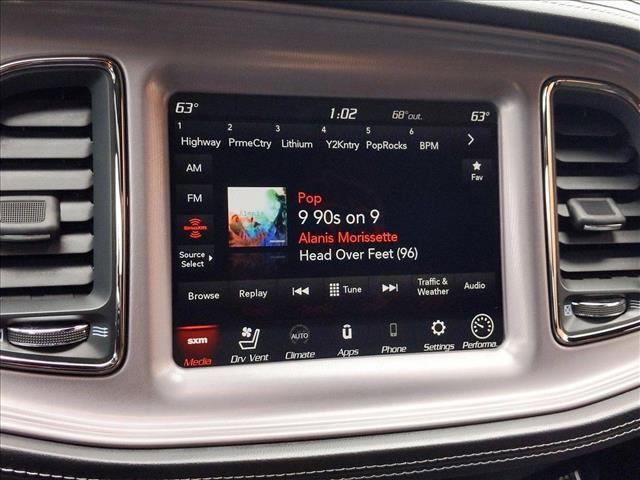 63° 1:02 68° out. 63°
1 2 3 4 5 6
Highway PrmeCtry Lithium Y2Kntry PopRocks BPM
AM
Fav
FM
Pop
9 90s on 9
Alanis Morissette
Head Over Feet (96)
SiriusXM
Source
Select
Browse Replay Tune Traffic &
Weather Audio
sxm AUTO
Media Drv Vent Climate Apps Phone Settings Performa